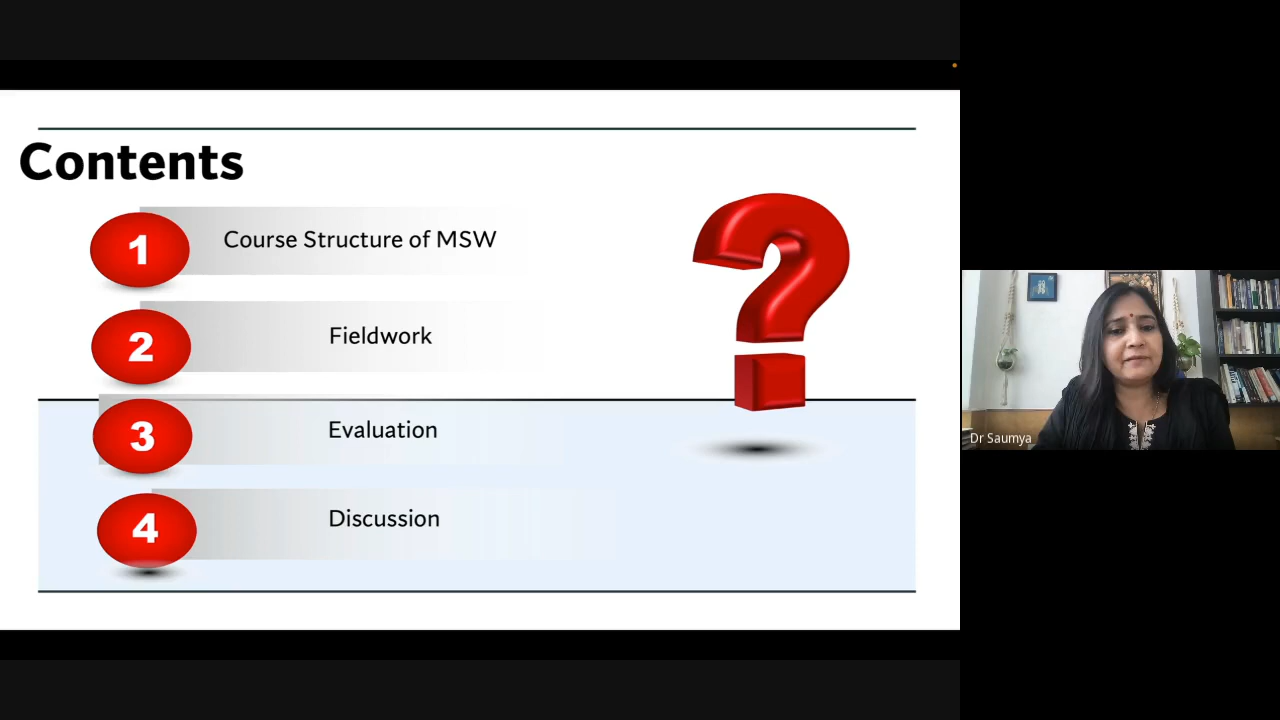 Contents
1
Course Structure of MSW
2
Fieldwork
3
Evaluation
4
Discussion
?
Dr Saumya